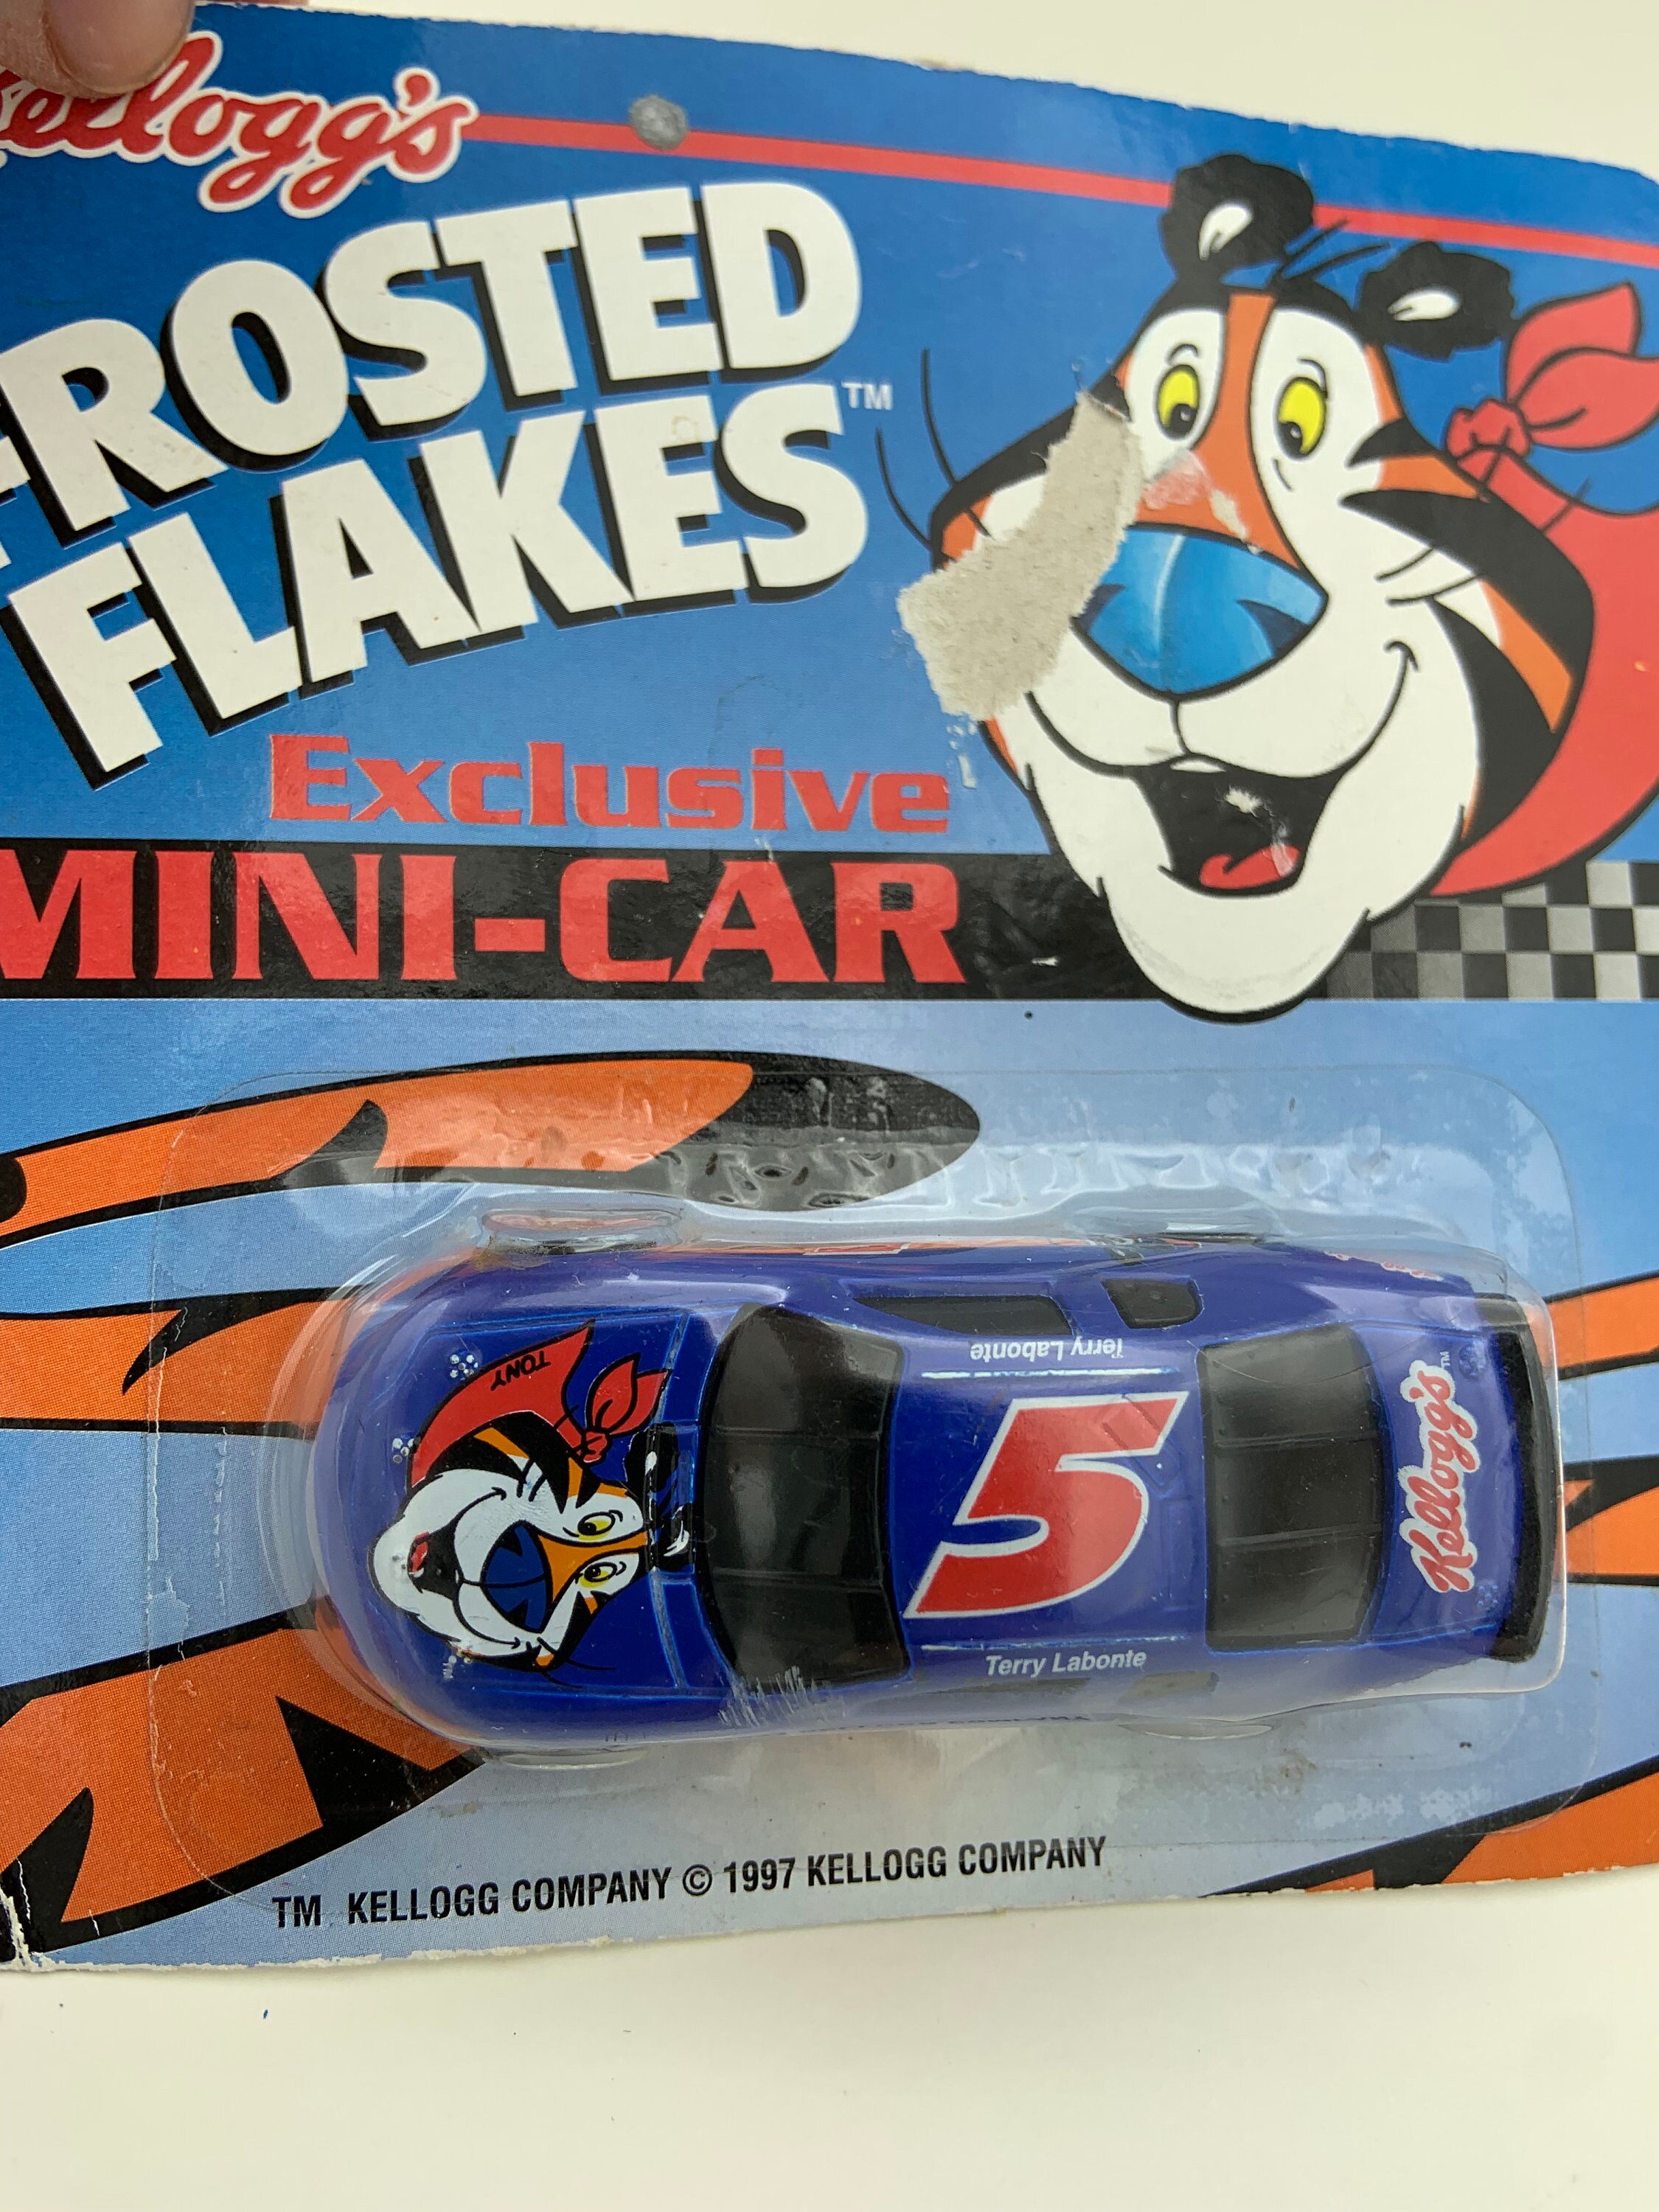 Kellogg's
FROSTED
FLAKES™
Exclusive
MINI-CAR
TONY
Terry Labonte
5
Kellogg's™
Terry Labonte
TM KELLOGG COMPANY © 1997 KELLOGG COMPANY